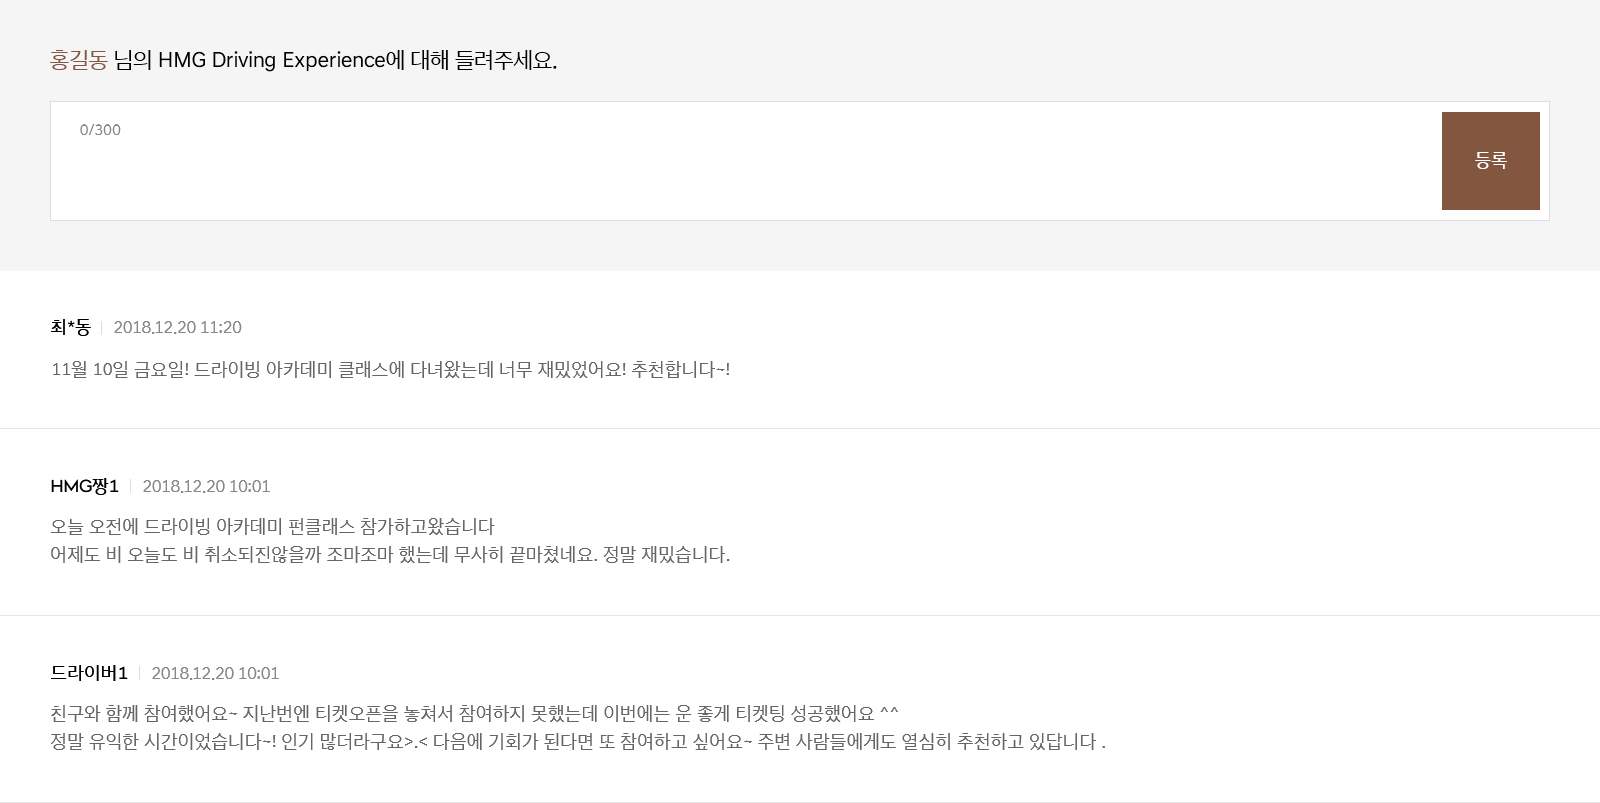 홍길동 님의 HMG Driving Experience에 대해 들려주세요.
0/300
등록
최*동 2018.12.20 11:20
11월 10일 금요일! 드라이빙 아카데미 클래스에 다녀왔는데 너무 재밌었어요! 추천합니다~!
HMG짱1 2018.12.20 10:01
오늘 오전에 드라이빙 아카데미 펀클래스 참가하고왔습니다
어제도 비 오늘도 비 취소되진않을까 조마조마 했는데 무사히 끝마쳤네요. 정말 재밌습니다.
드라이버1 2018.12.20 10:01
친구와 함께 참여했어요~ 지난번엔 티켓오픈을 놓쳐서 참여하지 못했는데 이번에는 운 좋게 티켓팅 성공했어요 ^^
정말 유익한 시간이었습니다~! 인기 많더라구요>.< 다음에 기회가 된다면 또 참여하고 싶어요~ 주변 사람들에게도 열심히 추천하고 있답니다 .